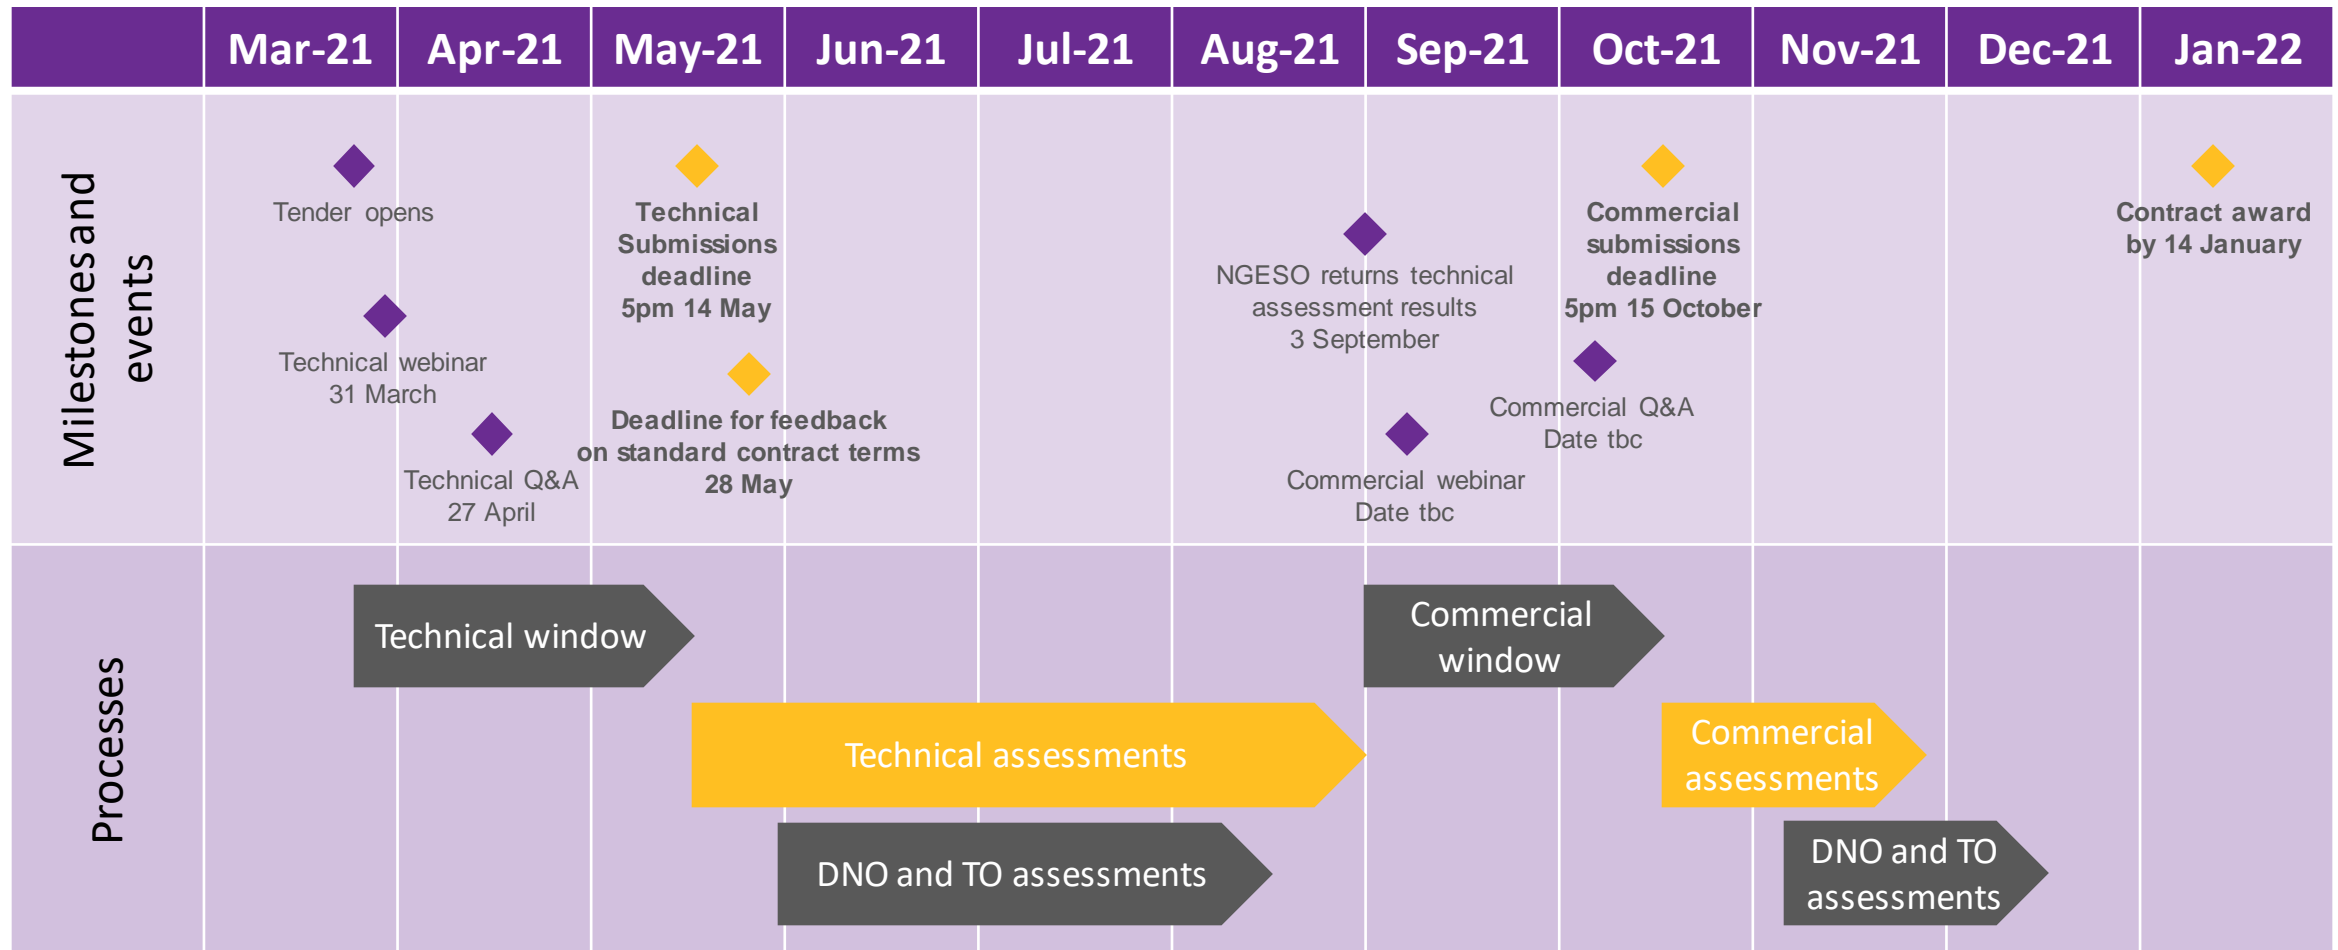 Mar-21
Apr-21
May-21
Jun-21
Jul-21
Aug-21
Sep-21
Oct-21
Nov-21
Dec-21
Jan-22
Milestones and
events
Tender opens
Technical webinar
31 March
Technical Q&A
27 April
Technical
Submissions
deadline
5pm 14 May
Deadline for feedback
on standard contract terms
28 May
NGESO returns technical
assessment results
3 September
Commercial webinar
Date tbc
Commercial
submissions
deadline
5pm 15 October
Commercial Q&A
Date tbc
Contract award
by 14 January
Processes
Technical window
Commercial
window
Technical assessments
Commercial
assessments
DNO and TO assessments
DNO and TO
assessments